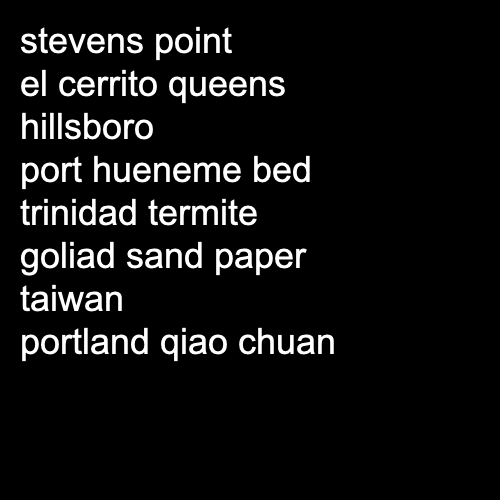 stevens point
el cerrito queens
hillsboro
port hueneme bed
trinidad termite
goliad sand paper
taiwan
portland qiao chuan